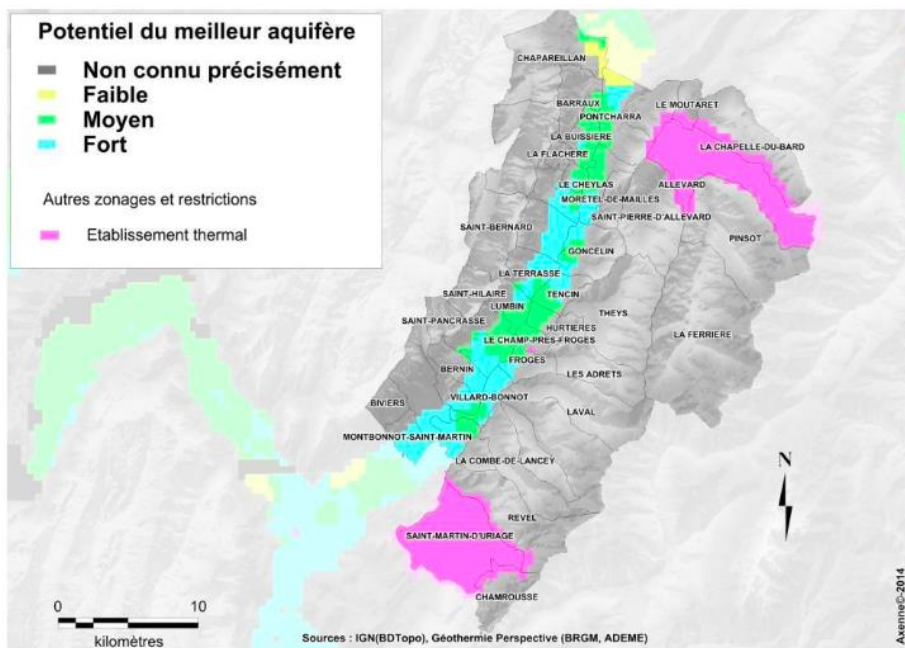 Potentiel du meilleur aquifère
Non connu précisément
Faible
Moyen
Fort
Autres zonages et restrictions
Etablissement thermal
CHAPAREILLAN
BARRAUX
LE MOUTARET
PONTCHARRA
LA BUISSIERE
LA CHAPELLE-DU-BARD
LA FLACHERE
LE CHEYLAS
ALLEVARD
MORETEL-DE-MAILLES
SAINT-PIERRE-D'ALLEVARD
SAINT-BERNARD
PINSOT
GONCELIN
LA TERRASSE
SAINT-HILAIRE
TENCIN
LUMBIN
THEYS
SAINT-PANCRASSE
HURTIERES
LA FERRIERE
LE CHAMP-PRES-FROGES
FROGES
BERNIN
LES ADRETS
VILLARD-BONNOT
BIVIERS
LAVAL
MONTBONNOT-SAINT-MARTIN
LA COMBE-DE-LANCEY
N
REVEL
SAINT-MARTIN-D'URIAGE
CHAMROUSSE
0 10
kilomètres
Sources : IGN(BDTopo), Géothermie Perspective (BRGM, ADEME)
Axenne©-2014